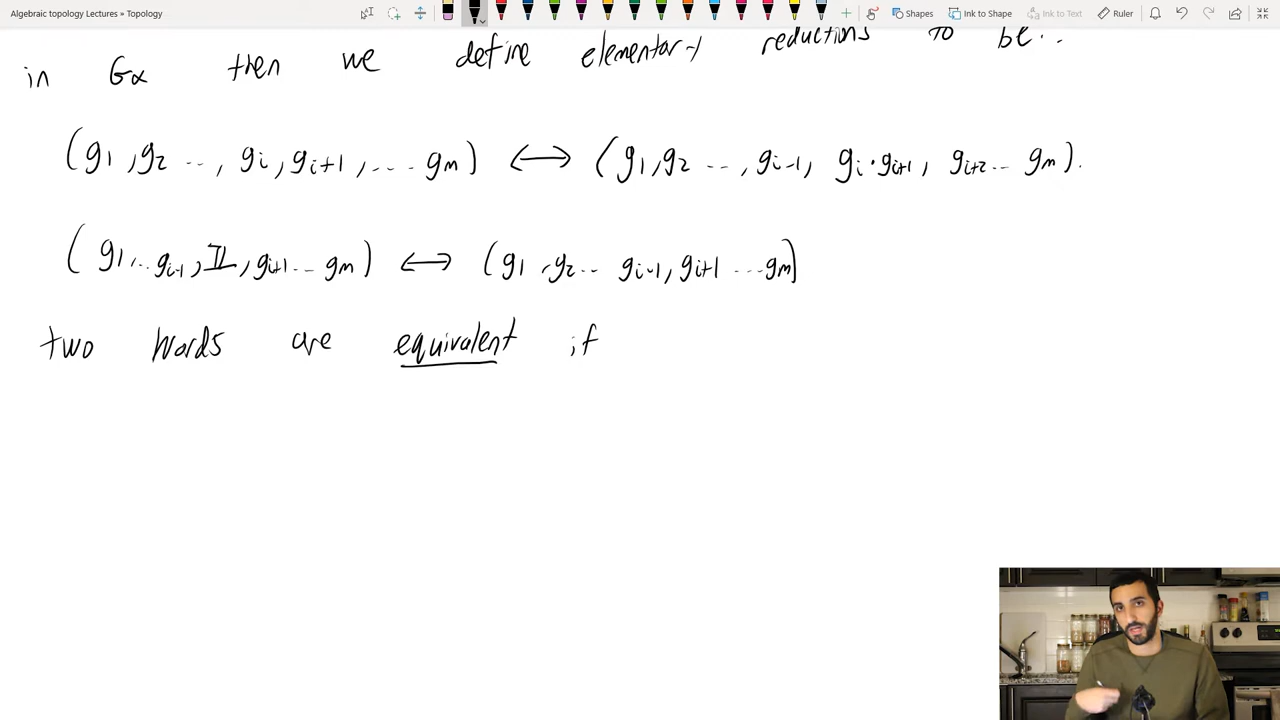 Algebraic topology Lectures » Topology
Shapes Ink to Shape Ink to Text Ruler
in Gα then we define elementary reductions to be..
(g1, g2 ..., gi, gi+1, .... gm) ⟷ (g1, g2 ..., gi-1, gi·gi+1, gi+2... gm).
(g1,...gi-1, 1, gi+1... gm) ⟷ (g1, g2... gi-1, gi+1 ...gm)
two words are equivalent if